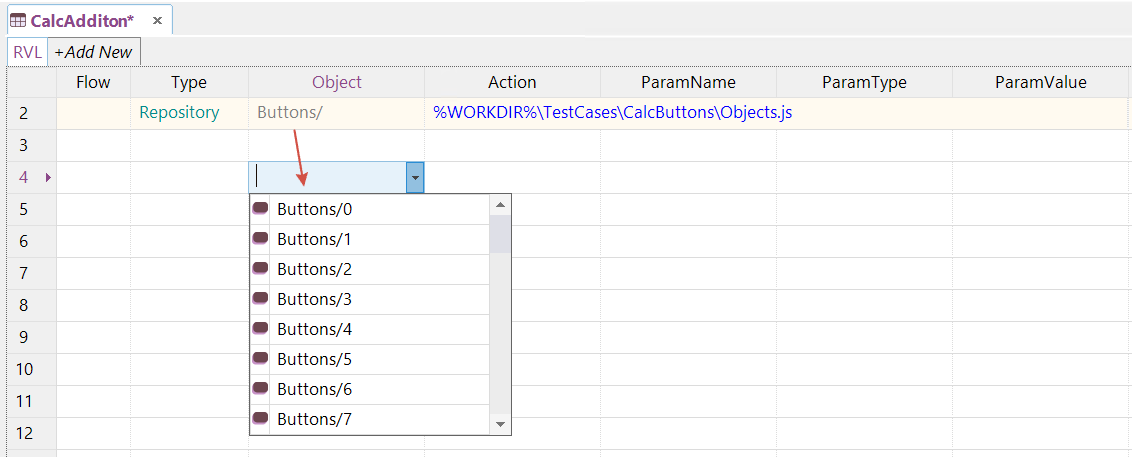 CalcAdditon* ×
RVL +Add New
Flow Type Object Action ParamName ParamType ParamValue
2 Repository Buttons/ %WORKDIR%\TestCases\CalcButtons\Objects.js
3
4
5 Buttons/0
6 Buttons/1
7 Buttons/2
8 Buttons/3
9 Buttons/4
10 Buttons/5
11 Buttons/6
12 Buttons/7